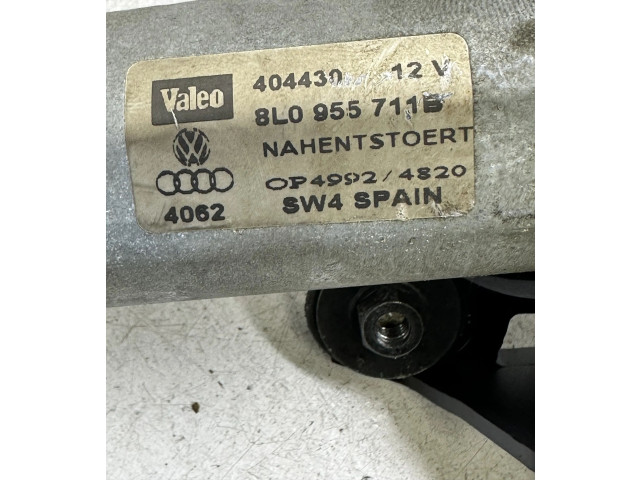 Valeo 404430 12 V
8L0 955 711B
NAHENTSTOERT
OP4992/4820
4062 SW4 SPAIN